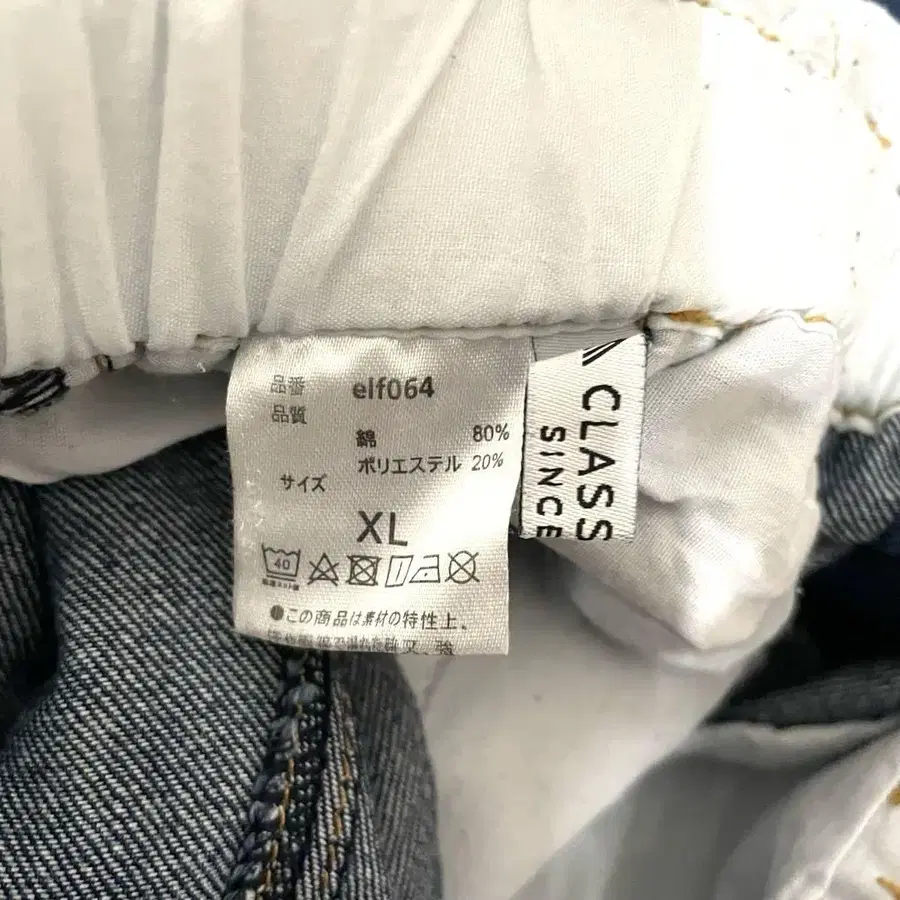 品番 elf064
品質
綿 80%
ポリエステル 20%
サイズ
XL
40
●この商品は素材の特性上、
CLASS
SINCE